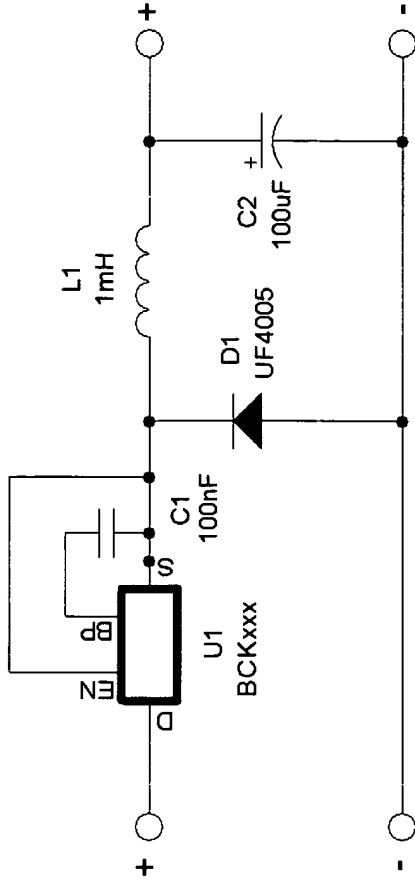 +
-
L1
1mH
+
C2
100uF
D1
UF4005
C1
100nF
S
BP
EN
D
U1
BCKxxx
+
-